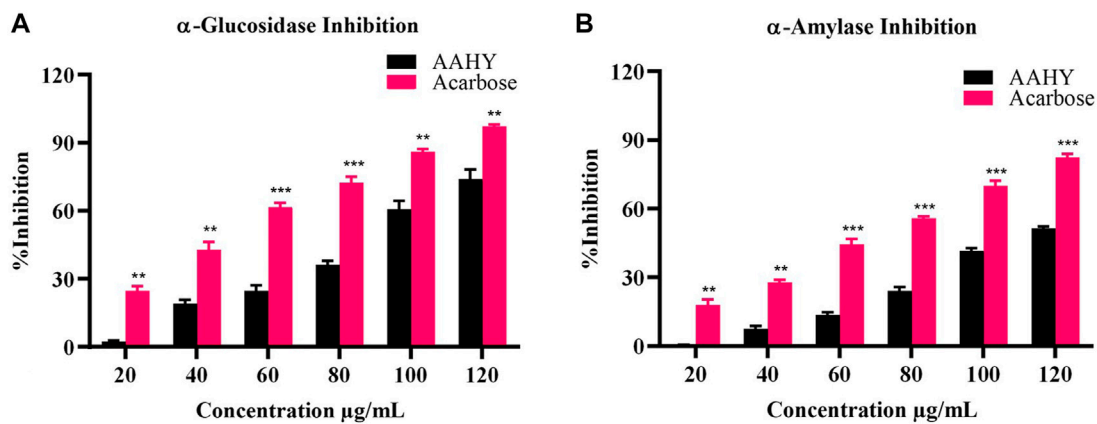 A
α-Glucosidase Inhibition
AAHY
Acarbose
120
90
60
30
0
%Inhibition
**
**
***
***
**
**
20 40 60 80 100 120
Concentration µg/mL
B
α-Amylase Inhibition
AAHY
Acarbose
120
90
60
30
0
%Inhibition
**
**
***
***
***
***
20 40 60 80 100 120
Concentration µg/mL